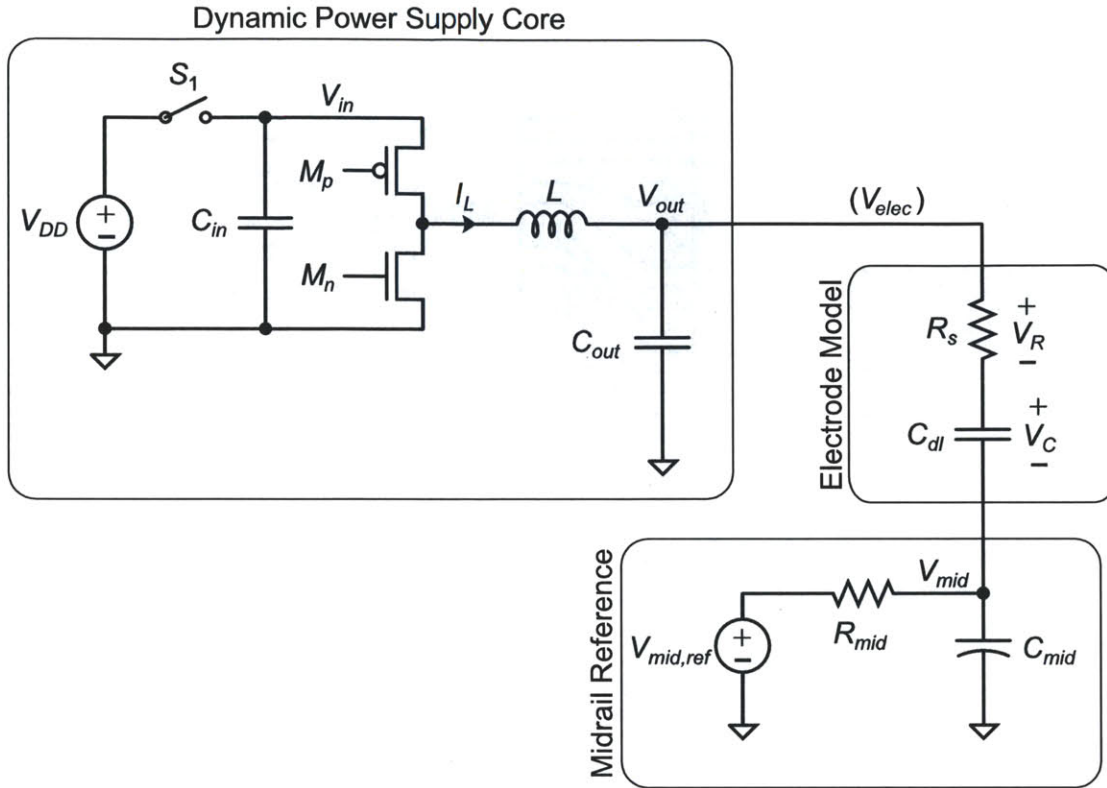 Dynamic Power Supply Core
S1
Vin
Mp
IL
L
Vout
(Velec)
VDD
+
−
Cin
Mn
Cout
Electrode Model
Rs
+
VR
−
Cdl
+
VC
−
Midrail Reference
Vmid
Rmid
Vmid,ref
+
−
Cmid